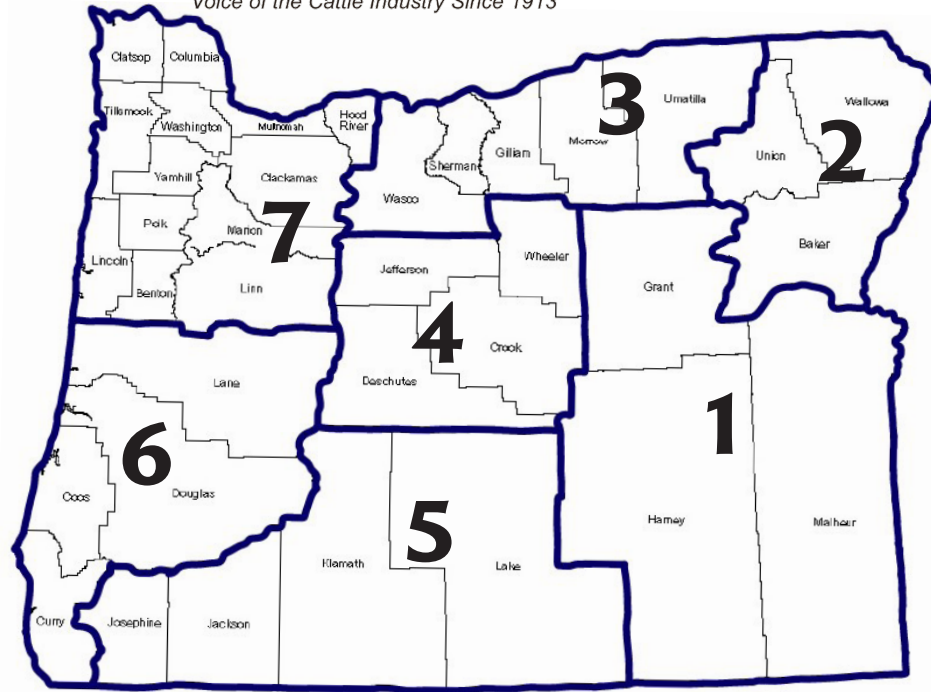 Voice of the Cattle Industry Since 1913
Clatsop
Columbia
Tillamook
Washington
Multnomah
Hood
River
Yamhill
Clackamas
Polk
Marion
7
Lincoln
Benton
Linn
Wasco
Sherman
Gilliam
Morrow
3
Umatilla
Wallowa
Union
2
Baker
Jefferson
Wheeler
4
Crook
Deschutes
Grant
1
Harney
Malheur
Lane
6
Coos
Douglas
Curry
Josephine
Jackson
Klamath
5
Lake